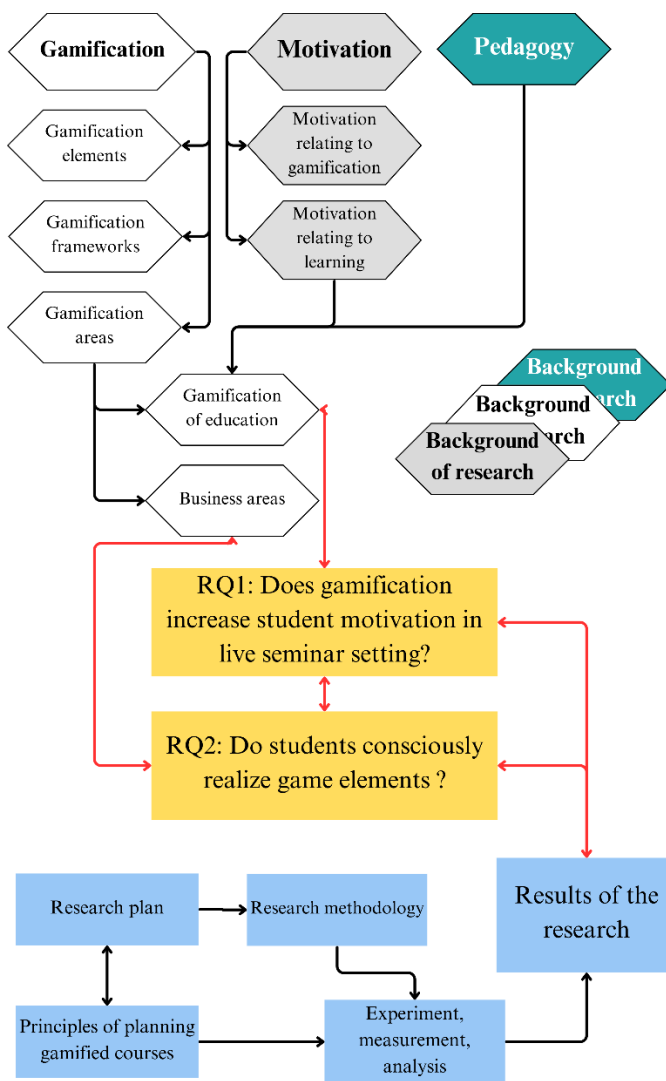 Gamification
Motivation
Pedagogy
Gamification
elements
Motivation
relating to
gamification
Gamification
frameworks
Motivation
relating to
learning
Gamification
areas
Gamification
of education
Background
arch
Background
arch
Background
of research
Business areas
RQ1: Does gamification
increase student motivation in
live seminar setting?
RQ2: Do students consciously
realize game elements ?
Research plan
Research methodology
Results of the
research
Principles of planning
gamified courses
Experiment,
measurement,
analysis